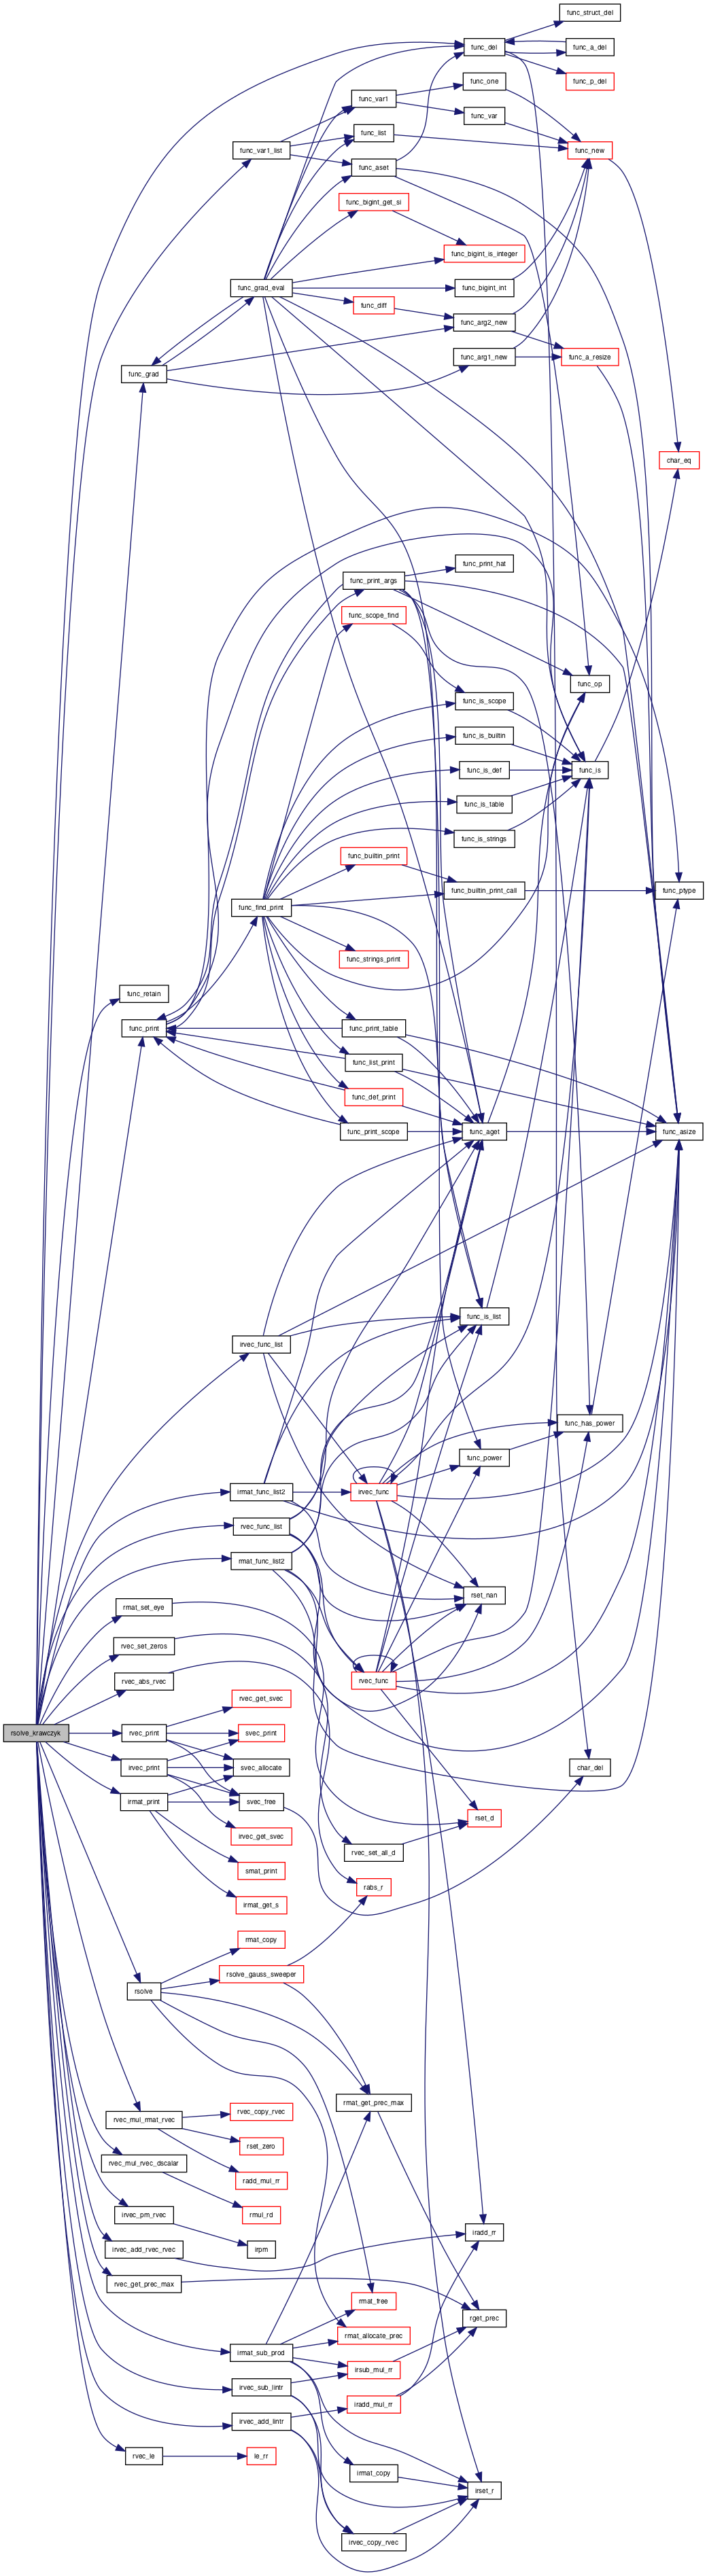 func_struct_del
func_del
func_a_del
func_p_del
func_one
func_var1
func_var
func_list
func_var1_list
func_new
func_aset
func_bigint_get_si
func_bigint_is_integer
func_grad_eval
func_bigint_int
func_diff
func_arg2_new
func_arg1_new
func_a_resize
func_grad
char_eq
func_print_hat
func_print_args
func_scope_find
func_op
func_is_scope
func_is_builtin
func_is_def
func_is
func_is_table
func_is_strings
func_builtin_print
func_builtin_print_call
func_ptype
func_find_print
func_strings_print
func_retain
func_print
func_print_table
func_list_print
func_def_print
func_print_scope
func_aget
func_asize
func_is_list
irvec_func_list
func_has_power
func_power
irmat_func_list2
irvec_func
rvec_func_list
rmat_func_list2
rset_nan
rmat_set_eye
rvec_set_zeros
rvec_abs_rvec
rvec_func
rvec_get_svec
rsolve_krawczyk
rvec_print
svec_print
irvec_print
svec_allocate
char_del
irmat_print
svec_free
rset_d
irvec_get_svec
rvec_set_all_d
smat_print
rabs_r
irmat_get_s
rmat_copy
rsolve_gauss_sweeper
rsolve
rmat_get_prec_max
rvec_copy_rvec
rvec_mul_rmat_rvec
rset_zero
rvec_mul_rvec_dscalar
radd_mul_rr
rmul_rd
irvec_pm_rvec
iradd_rr
irvec_add_rvec_rvec
irpm
rvec_get_prec_max
rmat_free
rget_prec
rmat_allocate_prec
irmat_sub_prod
irsub_mul_rr
irvec_sub_lintr
iradd_mul_rr
irvec_add_lintr
rvec_le
le_rr
irmat_copy
irset_r
irvec_copy_rvec